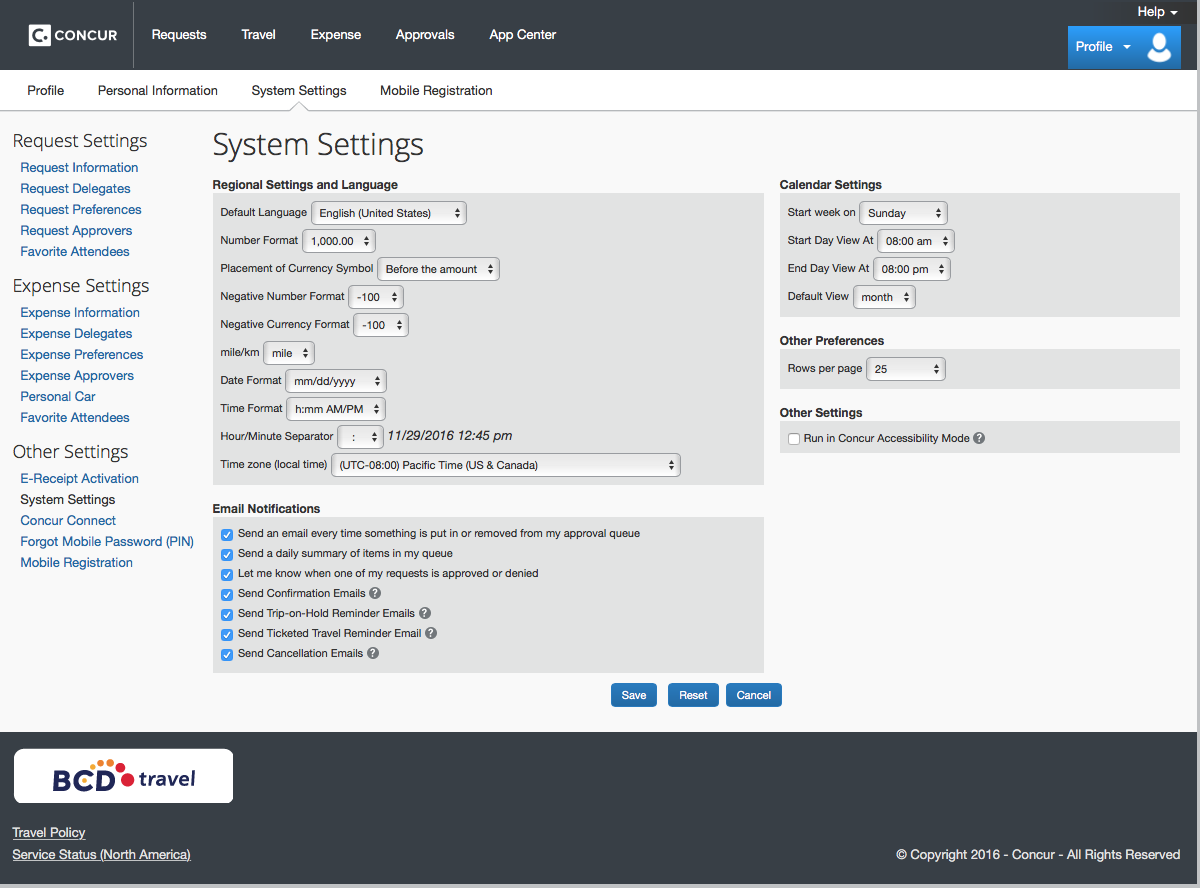 Help
CONCUR Requests Travel Expense Approvals App Center
Profile
Profile Personal Information System Settings Mobile Registration
Request Settings
Request Information
Request Delegates
Request Preferences
Request Approvers
Favorite Attendees
Expense Settings
Expense Information
Expense Delegates
Expense Preferences
Expense Approvers
Personal Car
Favorite Attendees
Other Settings
E-Receipt Activation
System Settings
Concur Connect
Forgot Mobile Password (PIN)
Mobile Registration
System Settings
Regional Settings and Language
Default Language English (United States)
Number Format 1,000.00
Placement of Currency Symbol Before the amount
Negative Number Format -100
Negative Currency Format -100
mile/km mile
Date Format mm/dd/yyyy
Time Format h:mm AM/PM
Hour/Minute Separator : 11/29/2016 12:45 pm
Time zone (local time) (UTC-08:00) Pacific Time (US & Canada)
Email Notifications
Send an email every time something is put in or removed from my approval queue
Send a daily summary of items in my queue
Let me know when one of my requests is approved or denied
Send Confirmation Emails ?
Send Trip-on-Hold Reminder Emails ?
Send Ticketed Travel Reminder Email ?
Send Cancellation Emails ?
Calendar Settings
Start week on Sunday
Start Day View At 08:00 am
End Day View At 08:00 pm
Default View month
Other Preferences
Rows per page 25
Other Settings
Run in Concur Accessibility Mode ?
Save Reset Cancel
BCD travel
Travel Policy
Service Status (North America)
© Copyright 2016 - Concur - All Rights Reserved